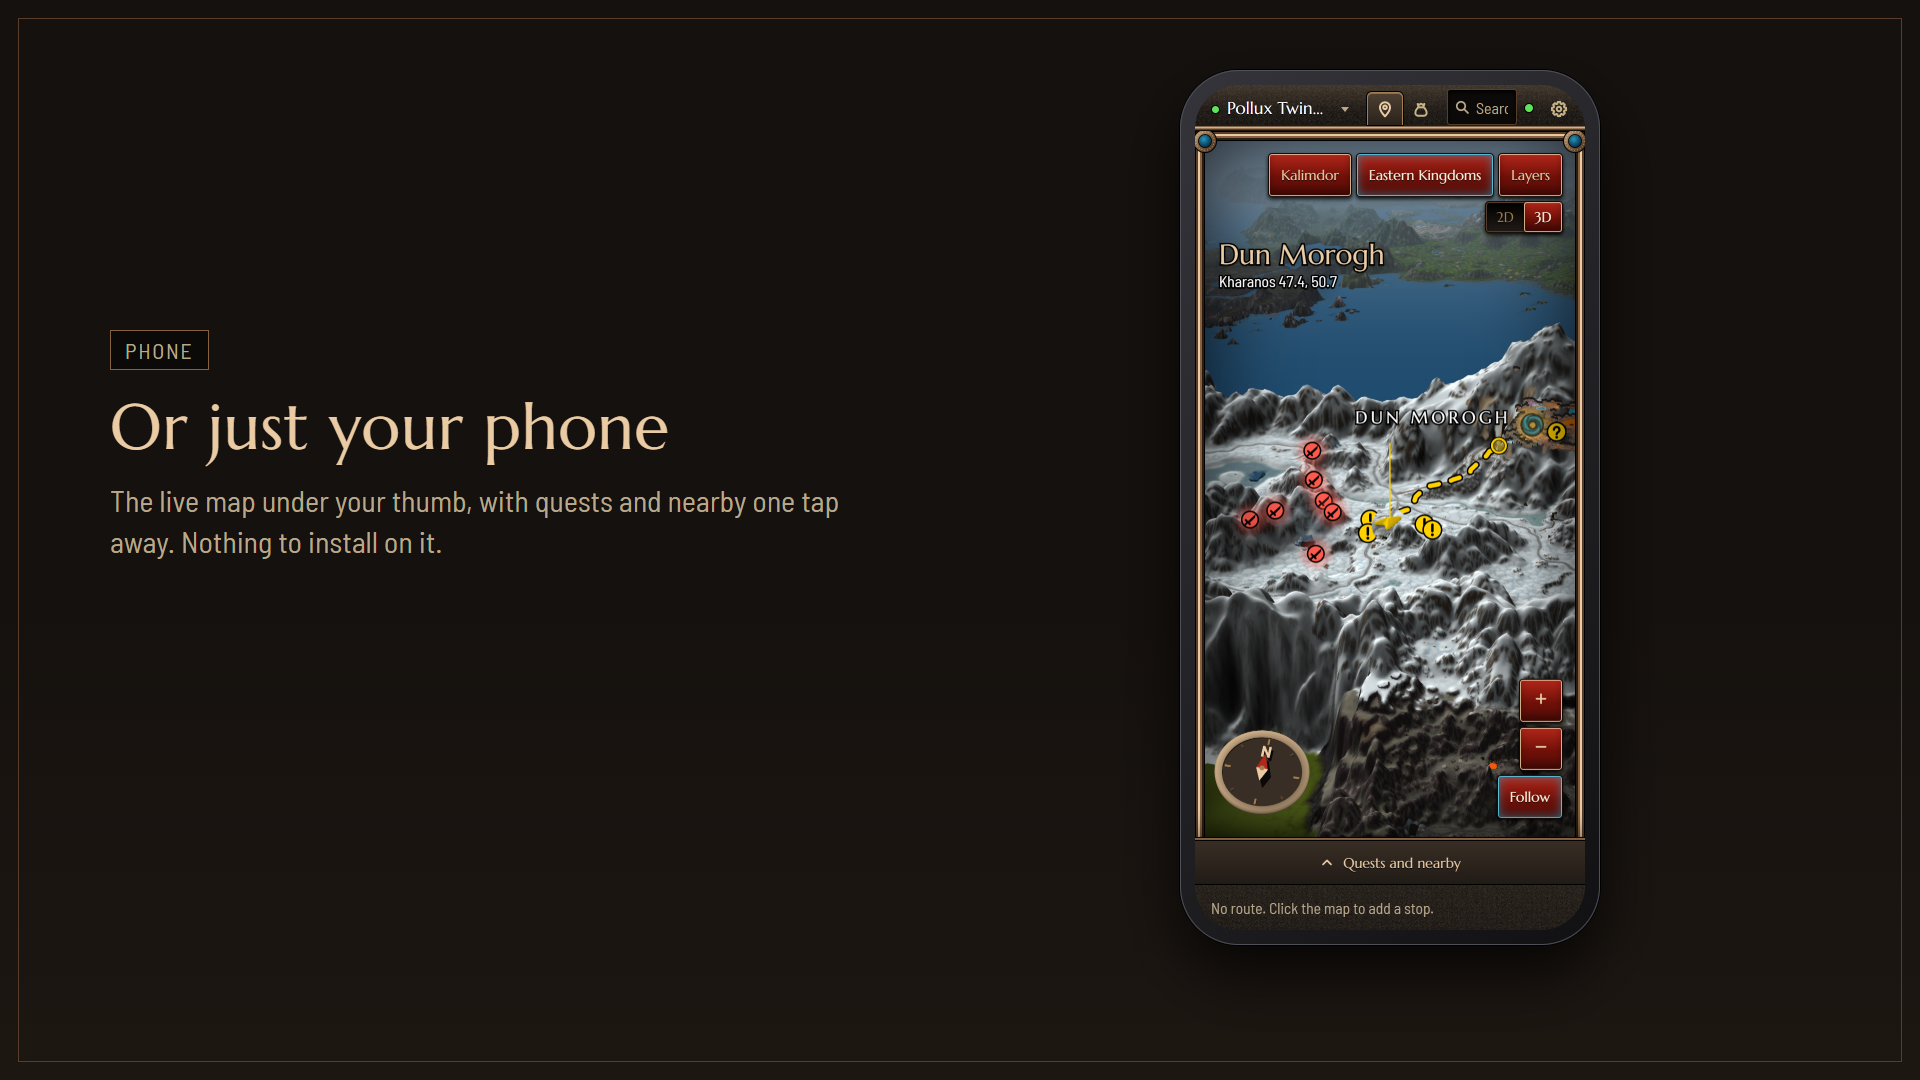 PHONE
Or just your phone
The live map under your thumb, with quests and nearby one tap
away. Nothing to install on it.
Pollux Twin...
Searc
Kalimdor
Eastern Kingdoms
Layers
2D
3D
Dun Morogh
Kharanos 47.4, 50.7
DUN MOROGH
N
+
−
Follow
Quests and nearby
No route. Click the map to add a stop.